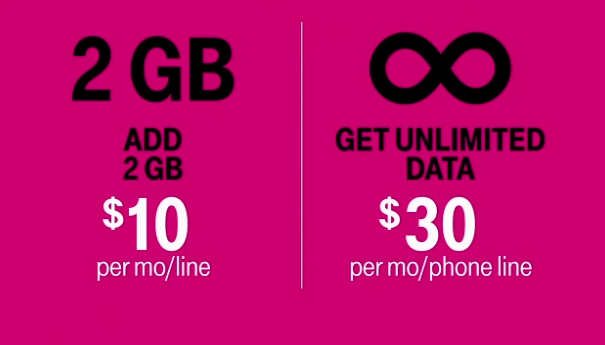 2 GB
ADD
2 GB
$10
per mo/line
∞
GET UNLIMITED
DATA
$30
per mo/phone line